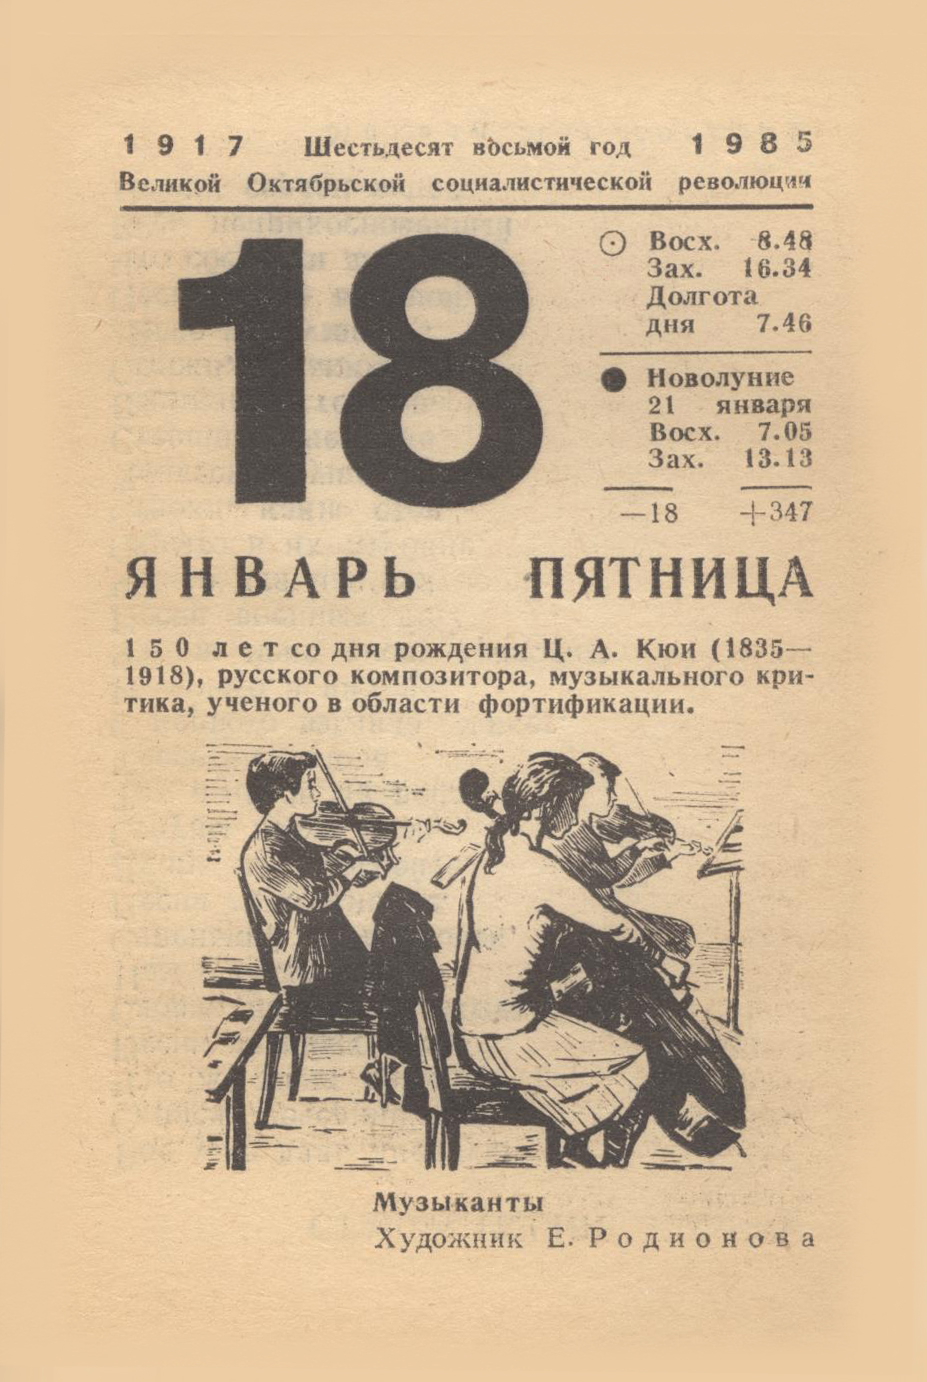 1917 Шестьдесят восьмой год 1985
Великой Октябрьской социалистической революции
18
Восх. 8.48
Зах. 16.34
Долгота
дня 7.46
Новолуние
21 января
Восх. 7.05
Зах. 13.13
—18 +347
ЯНВАРЬ ПЯТНИЦА
150 лет со дня рождения Ц. А. Кюи (1835—
1918), русского композитора, музыкального кри-
тика, ученого в области фортификации.
Музыканты
Художник Е. Родионова